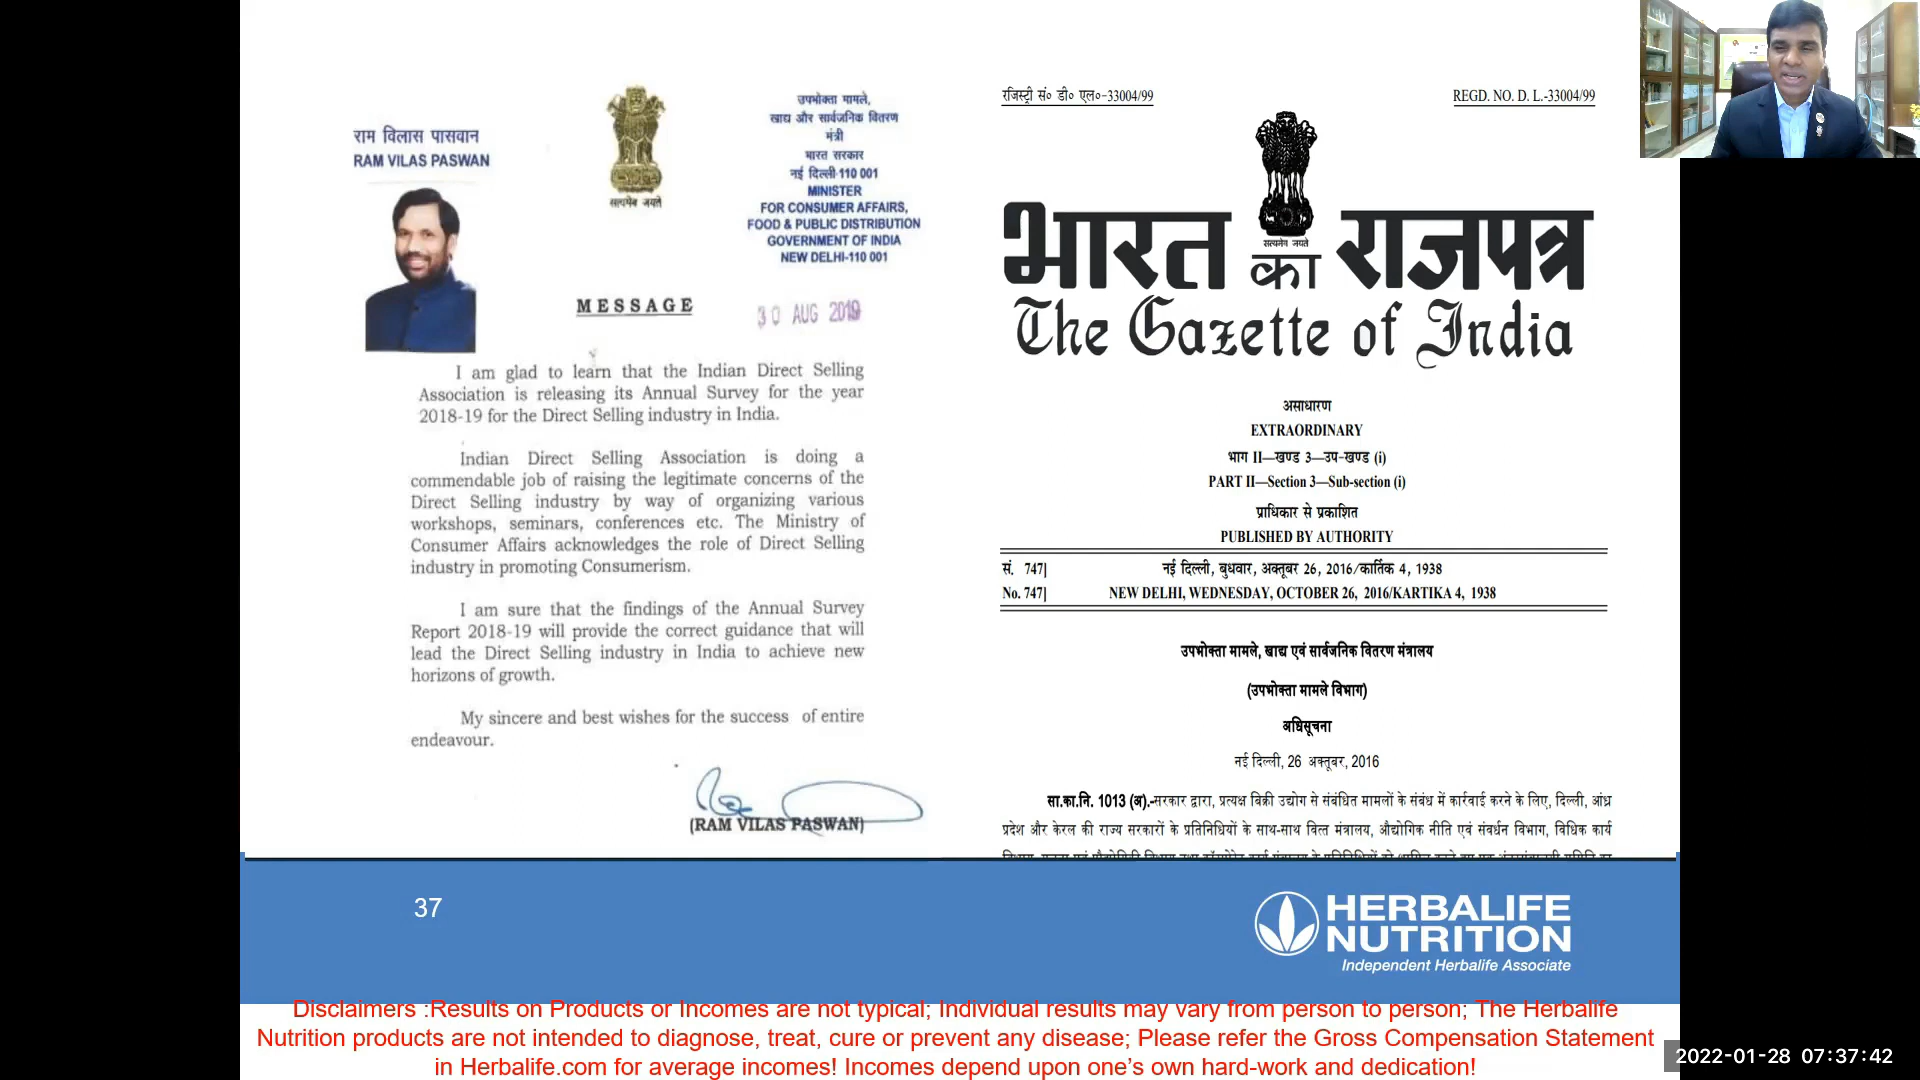 राम विलास पासवान
RAM VILAS PASWAN
सत्यमेव जयते
उपभोक्ता मामले,
खाद्य और सार्वजनिक वितरण
मंत्री
भारत सरकार
नई दिल्ली-110 001
MINISTER
FOR CONSUMER AFFAIRS,
FOOD & PUBLIC DISTRIBUTION
GOVERNMENT OF INDIA
NEW DELHI-110 001
MESSAGE
30 AUG 2019
I am glad to learn that the Indian Direct Selling
Association is releasing its Annual Survey for the year
2018-19 for the Direct Selling industry in India.
Indian Direct Selling Association is doing a
commendable job of raising the legitimate concerns of the
Direct Selling industry by way of organizing various
workshops, seminars, conferences etc. The Ministry of
Consumer Affairs acknowledges the role of Direct Selling
industry in promoting Consumerism.
I am sure that the findings of the Annual Survey
Report 2018-19 will provide the correct guidance that will
lead the Direct Selling industry in India to achieve new
horizons of growth.
My sincere and best wishes for the success of entire
endeavour.
(RAM VILAS PASWAN)
रजिस्ट्री सं० डी० एल०-33004/99
REGD. NO. D. L.-33004/99
सत्यमेव जयते
भारत का राजपत्र
The Gazette of India
असाधारण
EXTRAORDINARY
भाग II—खण्ड 3—उप-खण्ड (i)
PART II—Section 3—Sub-section (i)
प्राधिकार से प्रकाशित
PUBLISHED BY AUTHORITY
सं. 747| नई दिल्ली, बुधवार, अक्तूबर 26, 2016/कार्तिक 4, 1938
No. 747| NEW DELHI, WEDNESDAY, OCTOBER 26, 2016/KARTIKA 4, 1938
उपभोक्ता मामले, खाद्य एवं सार्वजनिक वितरण मंत्रालय
(उपभोक्ता मामले विभाग)
अधिसूचना
नई दिल्ली, 26 अक्तूबर, 2016
सा.का.नि. 1013 (अ).-सरकार द्वारा, प्रत्यक्ष बिक्री उद्योग से संबंधित मामलों के संबंध में कार्रवाई करने के लिए, दिल्ली, आंध्र
प्रदेश और केरल की राज्य सरकारों के प्रतिनिधियों के साथ-साथ वित्त मंत्रालय, औद्योगिक नीति एवं संवर्धन विभाग, विधिक कार्य
37
HERBALIFE
NUTRITION
Independent Herbalife Associate
Disclaimers :Results on Products or Incomes are not typical; Individual results may vary from person to person; The Herbalife
Nutrition products are not intended to diagnose, treat, cure or prevent any disease; Please refer the Gross Compensation Statement
in Herbalife.com for average incomes! Incomes depend upon one’s own hard-work and dedication!
2022-01-28 07:37:42